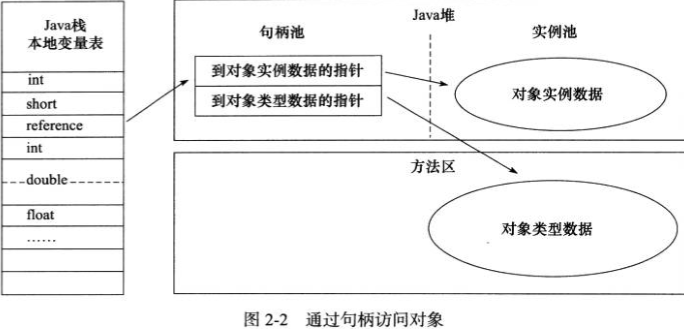 Java栈
本地变量表
int
short
reference
int
double
float
……
Java堆
句柄池
实例池
到对象实例数据的指针
到对象类型数据的指针
对象实例数据
方法区
对象类型数据
图 2-2 通过句柄访问对象